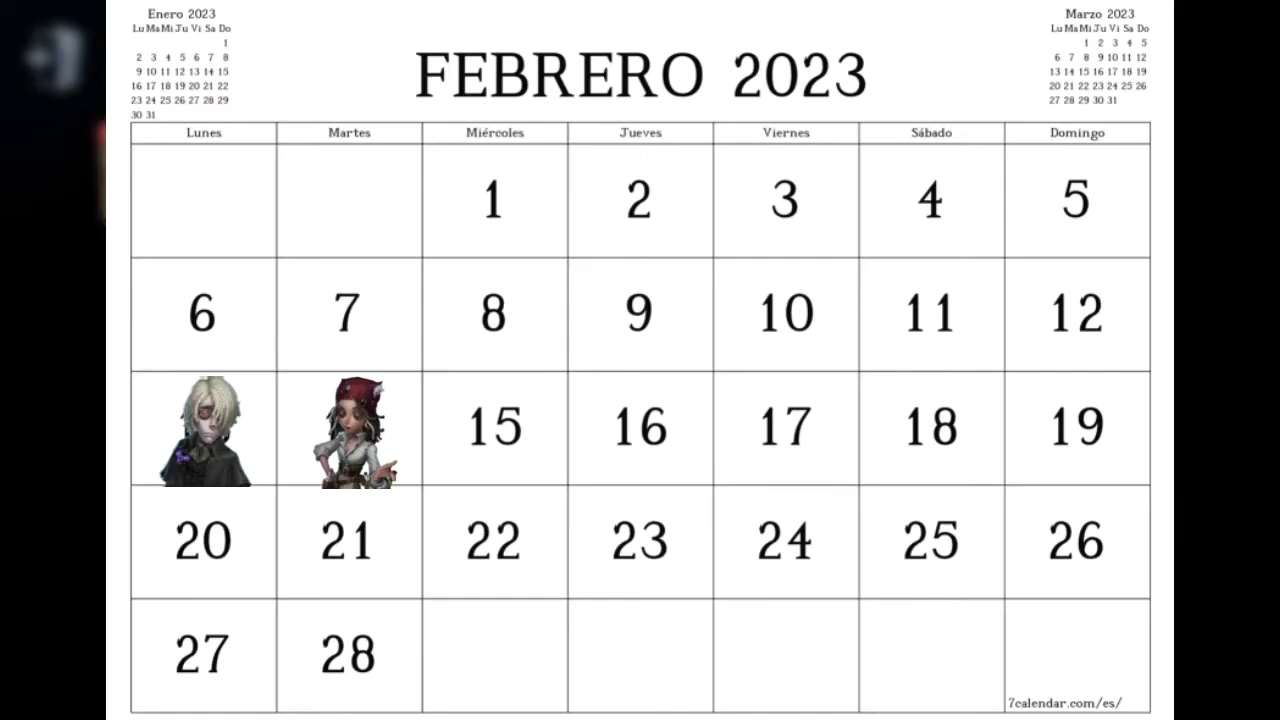 Enero 2023
Lu Ma Mi Ju Vi Sa Do
1
2 3 4 5 6 7 8
9 10 11 12 13 14 15
16 17 18 19 20 21 22
23 24 25 26 27 28 29
30 31
FEBRERO 2023
Marzo 2023
Lu Ma Mi Ju Vi Sa Do
1 2 3 4 5
6 7 8 9 10 11 12
13 14 15 16 17 18 19
20 21 22 23 24 25 26
27 28 29 30 31
Lunes Martes Miércoles Jueves Viernes Sábado Domingo
1 2 3 4 5
6 7 8 9 10 11 12
15 16 17 18 19
20 21 22 23 24 25 26
27 28
7calendar.com/es/